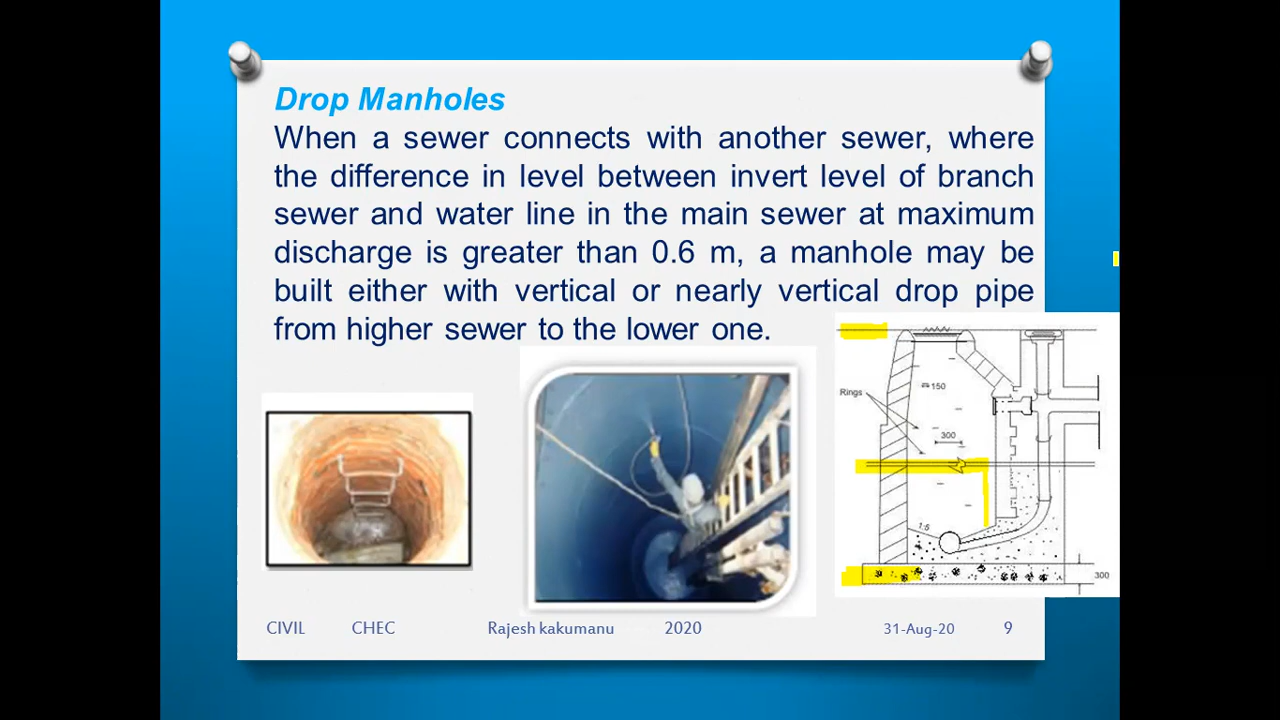 Drop Manholes
When a sewer connects with another sewer, where
the difference in level between invert level of branch
sewer and water line in the main sewer at maximum
discharge is greater than 0.6 m, a manhole may be
built either with vertical or nearly vertical drop pipe
from higher sewer to the lower one.
Rings
150
300
1:5
300
CIVIL CHEC Rajesh kakumanu 2020 31-Aug-20 9